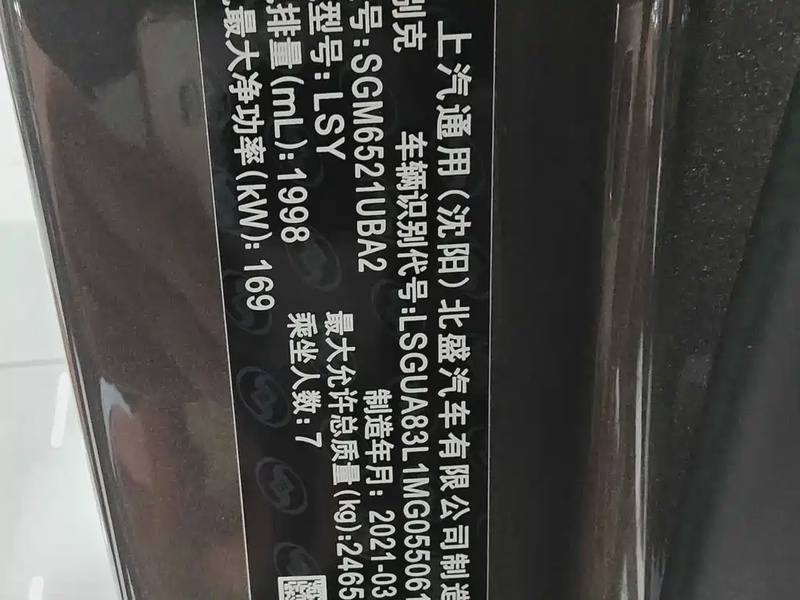 上汽通用(沈阳)北盛汽车有限公司制造
别克
车辆识别代号:LSGUA83L1MG055061
号:SGM6521UBA2
制造年月:2021-03
型号:LSY
最大允许总质量(kg):2465
排量(mL):1998
乘坐人数:7
最大净功率(kW):169